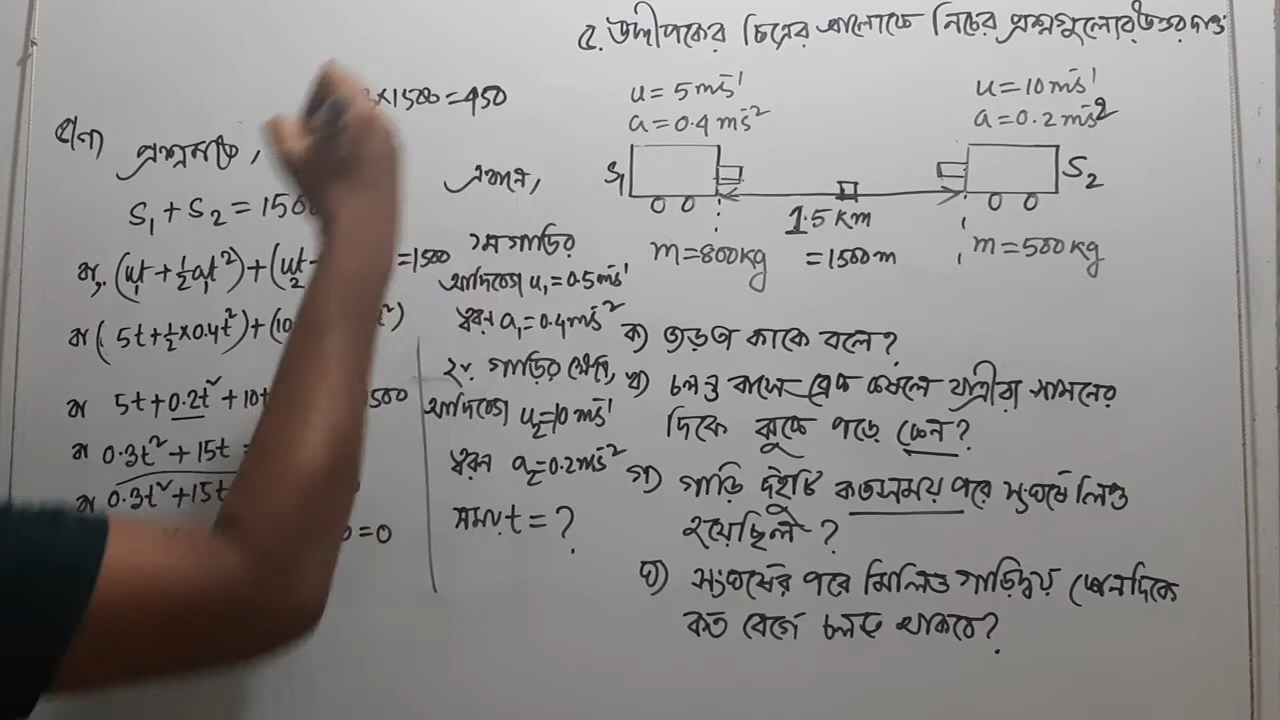 ৫. উদ্দীপকের চিত্রের আলোতে নিচের প্রশ্নগুলোর উত্তর দাও
u = 5ms⁻¹
a = 0.4ms⁻²
u = 10ms⁻¹
a = 0.2ms⁻²
S₁
S₂
1.5 km
= 1500m
m = 800kg
m = 500kg
ক) জড়তা কাকে বলে?
খ) চলন্ত বাসে ব্রেক কষলে যাত্রীরা সামনের
দিকে ঝুকে পড়ে কেন?
গ) গাড়ি দুইটি কতসময় পরে সংঘর্ষে লিপ্ত
হয়েছিল?
ঘ) সংঘর্ষের পরে মিলিত গাড়িদ্বয় কোনদিকে
কত বেগে চলতে থাকবে?
×1500=450
প্রশ্নমতে,
S₁ + S₂ = 150
বা, (u₁t + ½a₁t²) + (u₂t =1500
বা (5t + ½×0.4t²) + (10 t²)
বা 5t + 0.2t² + 10t 500
বা 0.3t² + 15t =
বা 0.3t² + 15t
=0
এখানে,
১ম গাড়ির
আদিবেগ u₁ = 0.5ms⁻¹
ত্বরণ a₁ = 0.4ms⁻²
২য় গাড়ির
আদিবেগ u₂ = 10ms⁻¹
ত্বরণ a₂ = 0.2ms⁻²
সময় t = ?